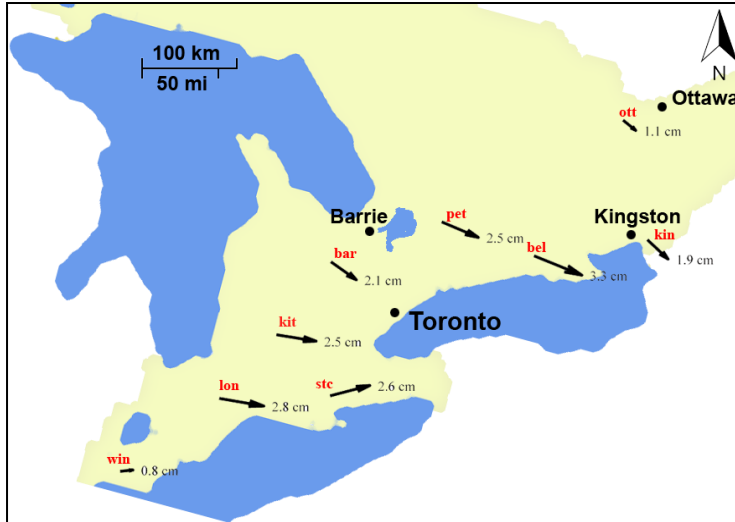 100 km
50 mi
N
Ottawa
ott
1.1 cm
Barrie
pet
2.5 cm
Kingston
kin
1.9 cm
bel
3.3 cm
bar
2.1 cm
Toronto
kit
2.5 cm
lon
2.8 cm
stc
2.6 cm
win
0.8 cm